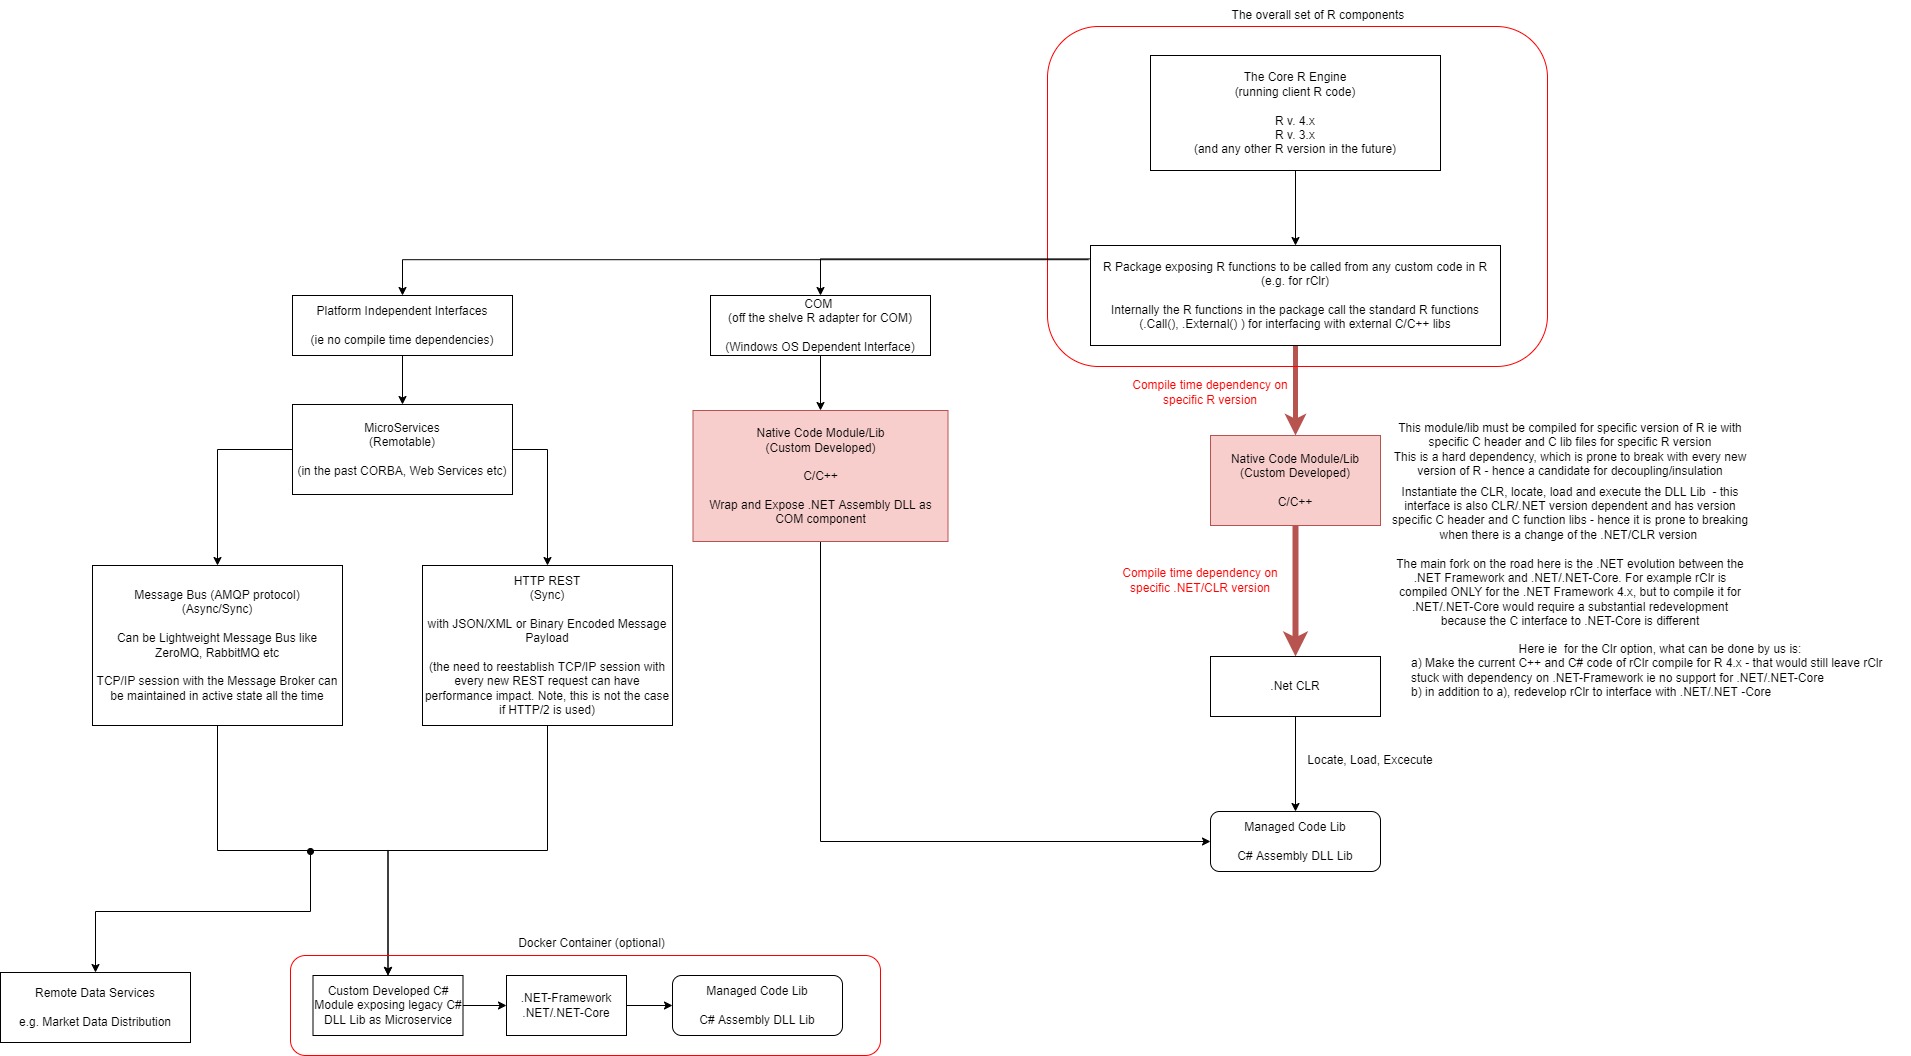 The overall set of R components
The Core R Engine
(running client R code)
R v. 4.x
R v. 3.x
(and any other R version in the future)
R Package exposing R functions to be called from any custom code in R
(e.g. for rClr)
Internally the R functions in the package call the standard R functions
(.Call(), .External() ) for interfacing with external C/C++ libs
Platform Independent Interfaces
(ie no compile time dependencies)
COM
(off the shelve R adapter for COM)
(Windows OS Dependent Interface)
Compile time dependency on
specific R version
MicroServices
(Remotable)
(in the past CORBA, Web Services etc)
Native Code Module/Lib
(Custom Developed)
C/C++
Wrap and Expose .NET Assembly DLL as
COM component
Native Code Module/Lib
(Custom Developed)
C/C++
This module/lib must be compiled for specific version of R ie with
specific C header and C lib files for specific R version
This is a hard dependency, which is prone to break with every new
version of R - hence a candidate for decoupling/insulation
Instantiate the CLR, locate, load and execute the DLL Lib  - this
interface is also CLR/.NET version dependent and has version
specific C header and C function libs - hence it is prone to breaking
when there is a change of the .NET/CLR version
The main fork on the road here is the .NET evolution between the
.NET Framework and .NET/.NET-Core. For example rClr is
compiled ONLY for the .NET Framework 4.x, but to compile it for
.NET/.NET-Core would require a substantial redevelopment
because the C interface to .NET-Core is different
Here ie  for the Clr option, what can be done by us is:
a) Make the current C++ and C# code of rClr compile for R 4.x - that would still leave rClr
stuck with dependency on .NET-Framework ie no support for .NET/.NET-Core
b) in addition to a), redevelop rClr to interface with .NET/.NET -Core
Compile time dependency on
specific .NET/CLR version
Message Bus (AMQP protocol)
(Async/Sync)
Can be Lightweight Message Bus like
ZeroMQ, RabbitMQ etc
TCP/IP session with the Message Broker can
be maintained in active state all the time
HTTP REST
(Sync)
with JSON/XML or Binary Encoded Message
Payload
(the need to reestablish TCP/IP session with
every new REST request can have
performance impact. Note, this is not the case
if HTTP/2 is used)
.Net CLR
Locate, Load, Excecute
Managed Code Lib
C# Assembly DLL Lib
Docker Container (optional)
Remote Data Services
e.g. Market Data Distribution
Custom Developed C#
Module exposing legacy C#
DLL Lib as Microservice
.NET-Framework
.NET/.NET-Core
Managed Code Lib
C# Assembly DLL Lib